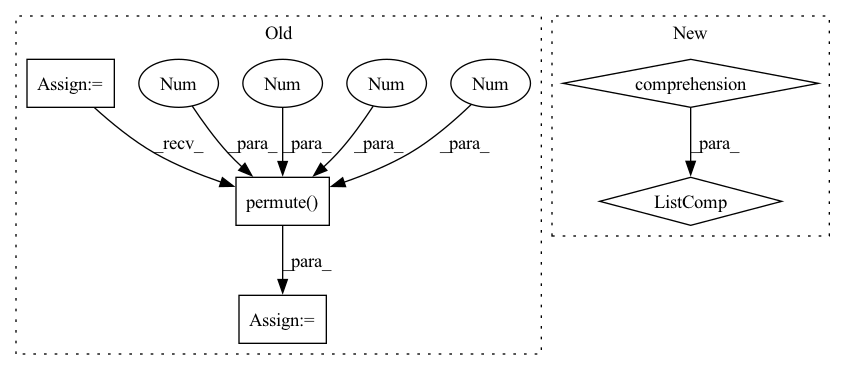 Old
New
Assign:=
Num
Num
Num
Num
comprehension
_recv_
_para_
_para_
_para_
_para_
_para_
permute()
ListComp
_para_
Assign:=